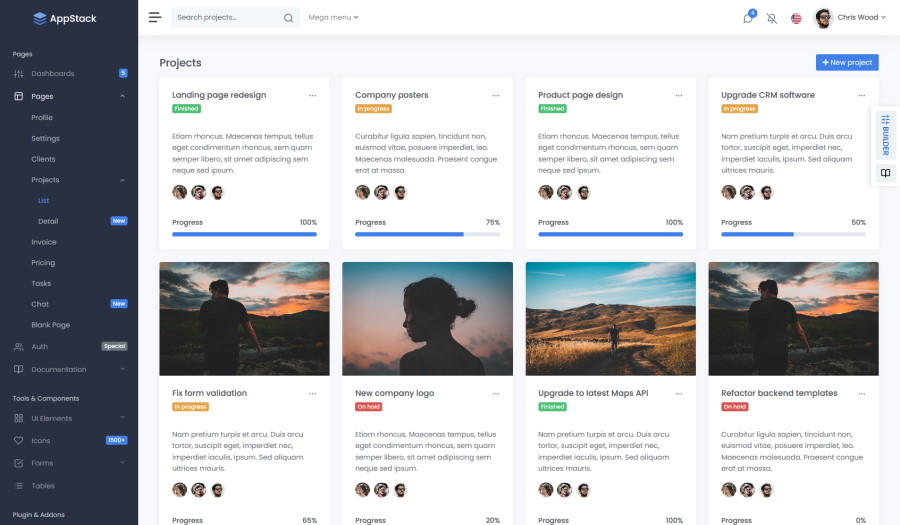 AppStack
Search projects...
Mega menu
4
Chris Wood
Pages
Dashboards
5
Pages
Profile
Settings
Clients
Projects
List
Detail
New
Invoice
Pricing
Tasks
Chat
New
Blank Page
Auth
Special
Documentation
Tools & Components
UI Elements
Icons
1500+
Forms
Tables
Plugin & Addons
Projects
+ New project
BUILDER
Landing page redesign
...
Finished
Etiam rhoncus. Maecenas tempus, tellus
eget condimentum rhoncus, sem quam
semper libero, sit amet adipiscing sem
neque sed ipsum.
Progress
100%
Company posters
...
In progress
Curabitur ligula sapien, tincidunt non,
euismod vitae, posuere imperdiet, leo.
Maecenas malesuada. Praesent congue
erat at massa.
Progress
75%
Product page design
...
Finished
Etiam rhoncus. Maecenas tempus, tellus
eget condimentum rhoncus, sem quam
semper libero, sit amet adipiscing sem
neque sed ipsum.
Progress
100%
Upgrade CRM software
...
In progress
Nam pretium turpis et arcu. Duis arcu
tortor, suscipit eget, imperdiet nec,
imperdiet iaculis, ipsum. Sed aliquam
ultrices mauris.
Progress
50%
Fix form validation
...
In progress
Nam pretium turpis et arcu. Duis arcu
tortor, suscipit eget, imperdiet nec,
imperdiet iaculis, ipsum. Sed aliquam
ultrices mauris.
Progress
65%
New company logo
...
On hold
Etiam rhoncus. Maecenas tempus, tellus
eget condimentum rhoncus, sem quam
semper libero, sit amet adipiscing sem
neque sed ipsum.
Progress
20%
Upgrade to latest Maps API
...
Finished
Nam pretium turpis et arcu. Duis arcu
tortor, suscipit eget, imperdiet nec,
imperdiet iaculis, ipsum. Sed aliquam
ultrices mauris.
Progress
100%
Refactor backend templates
...
On hold
Curabitur ligula sapien, tincidunt non,
euismod vitae, posuere imperdiet, leo.
Maecenas malesuada. Praesent congue
erat at massa.
Progress
0%